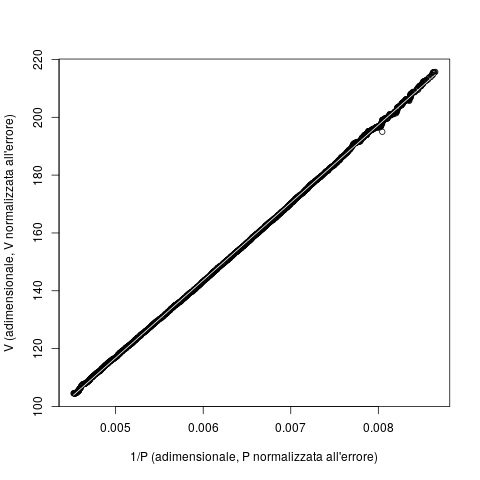 V (adimensionale, V normalizzata all'errore)
220
200
180
160
140
120
100
0.005 0.006 0.007 0.008
1/P (adimensionale, P normalizzata all'errore)